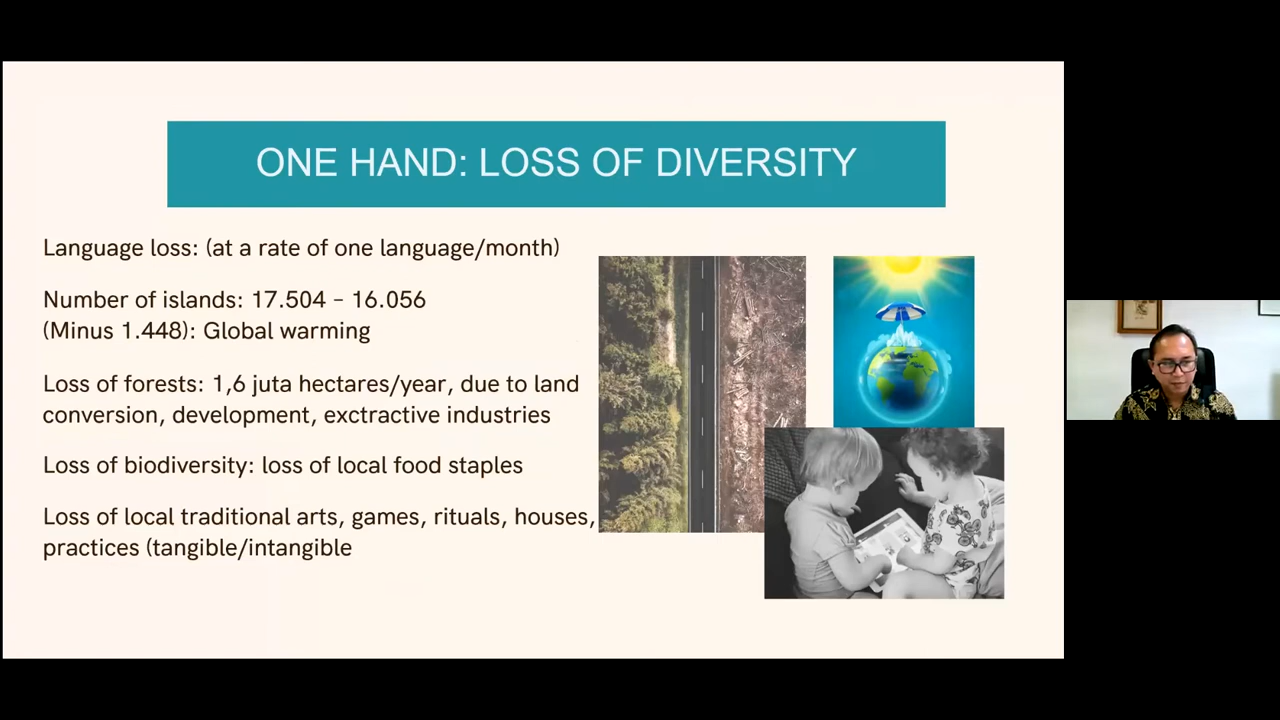 ONE HAND: LOSS OF DIVERSITY
Language loss: (at a rate of one language/month)
Number of islands: 17.504 – 16.056
(Minus 1.448): Global warming
Loss of forests: 1,6 juta hectares/year, due to land
conversion, development, exctractive industries
Loss of biodiversity: loss of local food staples
Loss of local traditional arts, games, rituals, houses,
practices (tangible/intangible